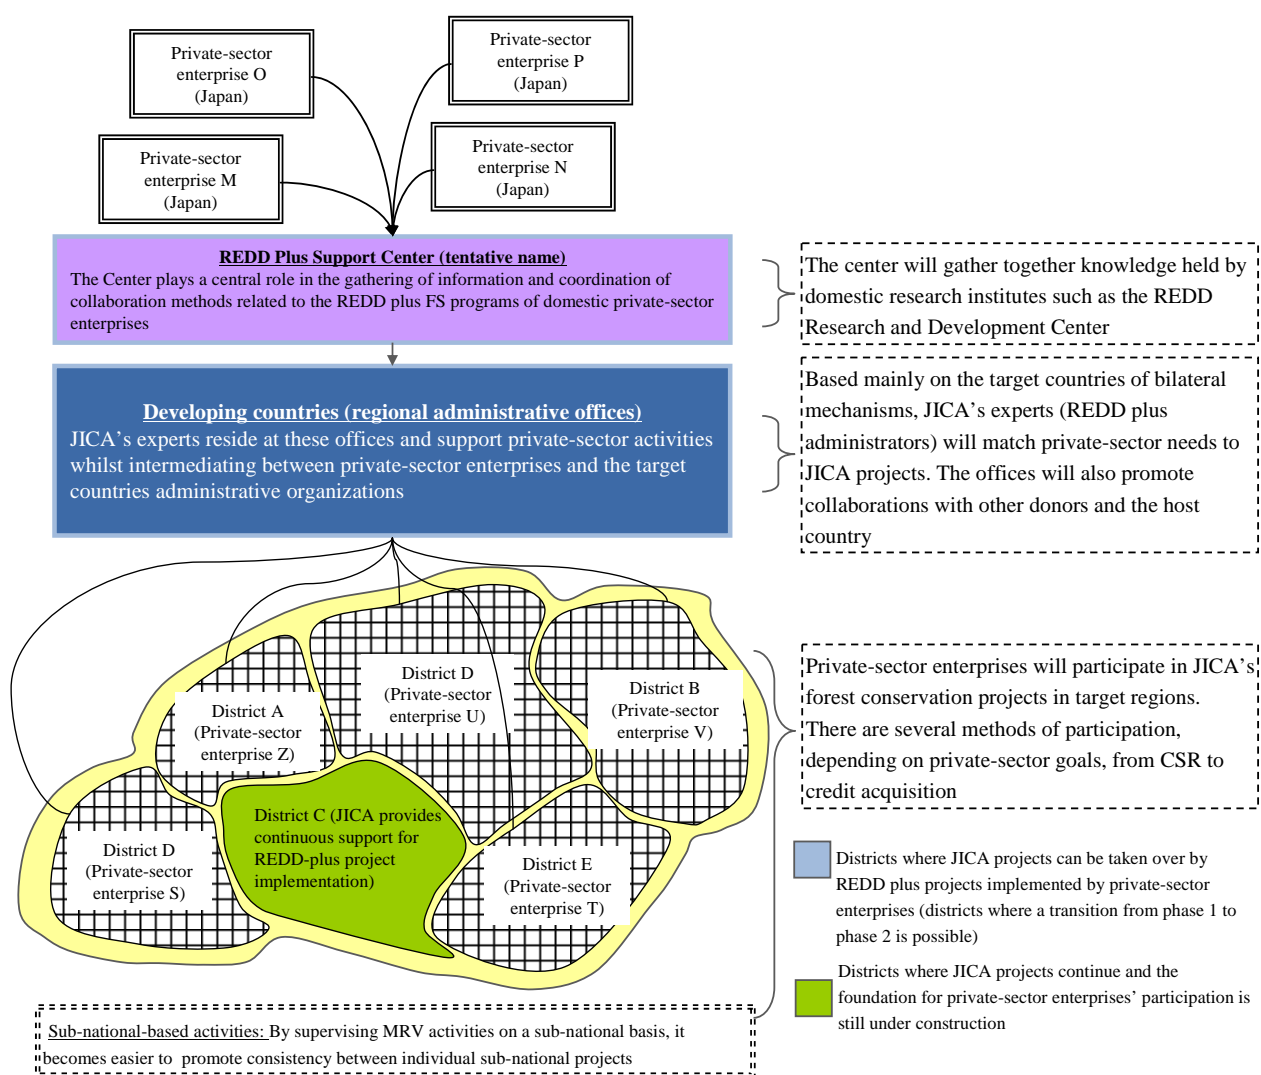 Private-sector
enterprise O
(Japan)
Private-sector
enterprise P
(Japan)
Private-sector
enterprise M
(Japan)
Private-sector
enterprise N
(Japan)
REDD Plus Support Center (tentative name)
The Center plays a central role in the gathering of information and coordination of
collaboration methods related to the REDD plus FS programs of domestic private-sector
enterprises
The center will gather together knowledge held by
domestic research institutes such as the REDD
Research and Development Center
Developing countries (regional administrative offices)
JICA's experts reside at these offices and support private-sector activities
whilst intermediating between private-sector enterprises and the target
countries administrative organizations
Based mainly on the target countries of bilateral
mechanisms, JICA's experts (REDD plus
administrators) will match private-sector needs to
JICA projects. The offices will also promote
collaborations with other donors and the host
country
District A
(Private-sector
enterprise Z)
District D
(Private-sector
enterprise U)
District B
(Private-sector
enterprise V)
District C (JICA provides
continuous support for
REDD-plus project
implementation)
District D
(Private-sector
enterprise S)
District E
(Private-sector
enterprise T)
Private-sector enterprises will participate in JICA's
forest conservation projects in target regions.
There are several methods of participation,
depending on private-sector goals, from CSR to
credit acquisition
Districts where JICA projects can be taken over by
REDD plus projects implemented by private-sector
enterprises (districts where a transition from phase 1 to
phase 2 is possible)
Districts where JICA projects continue and the
foundation for private-sector enterprises' participation is
still under construction
Sub-national-based activities: By supervising MRV activities on a sub-national basis, it
becomes easier to promote consistency between individual sub-national projects